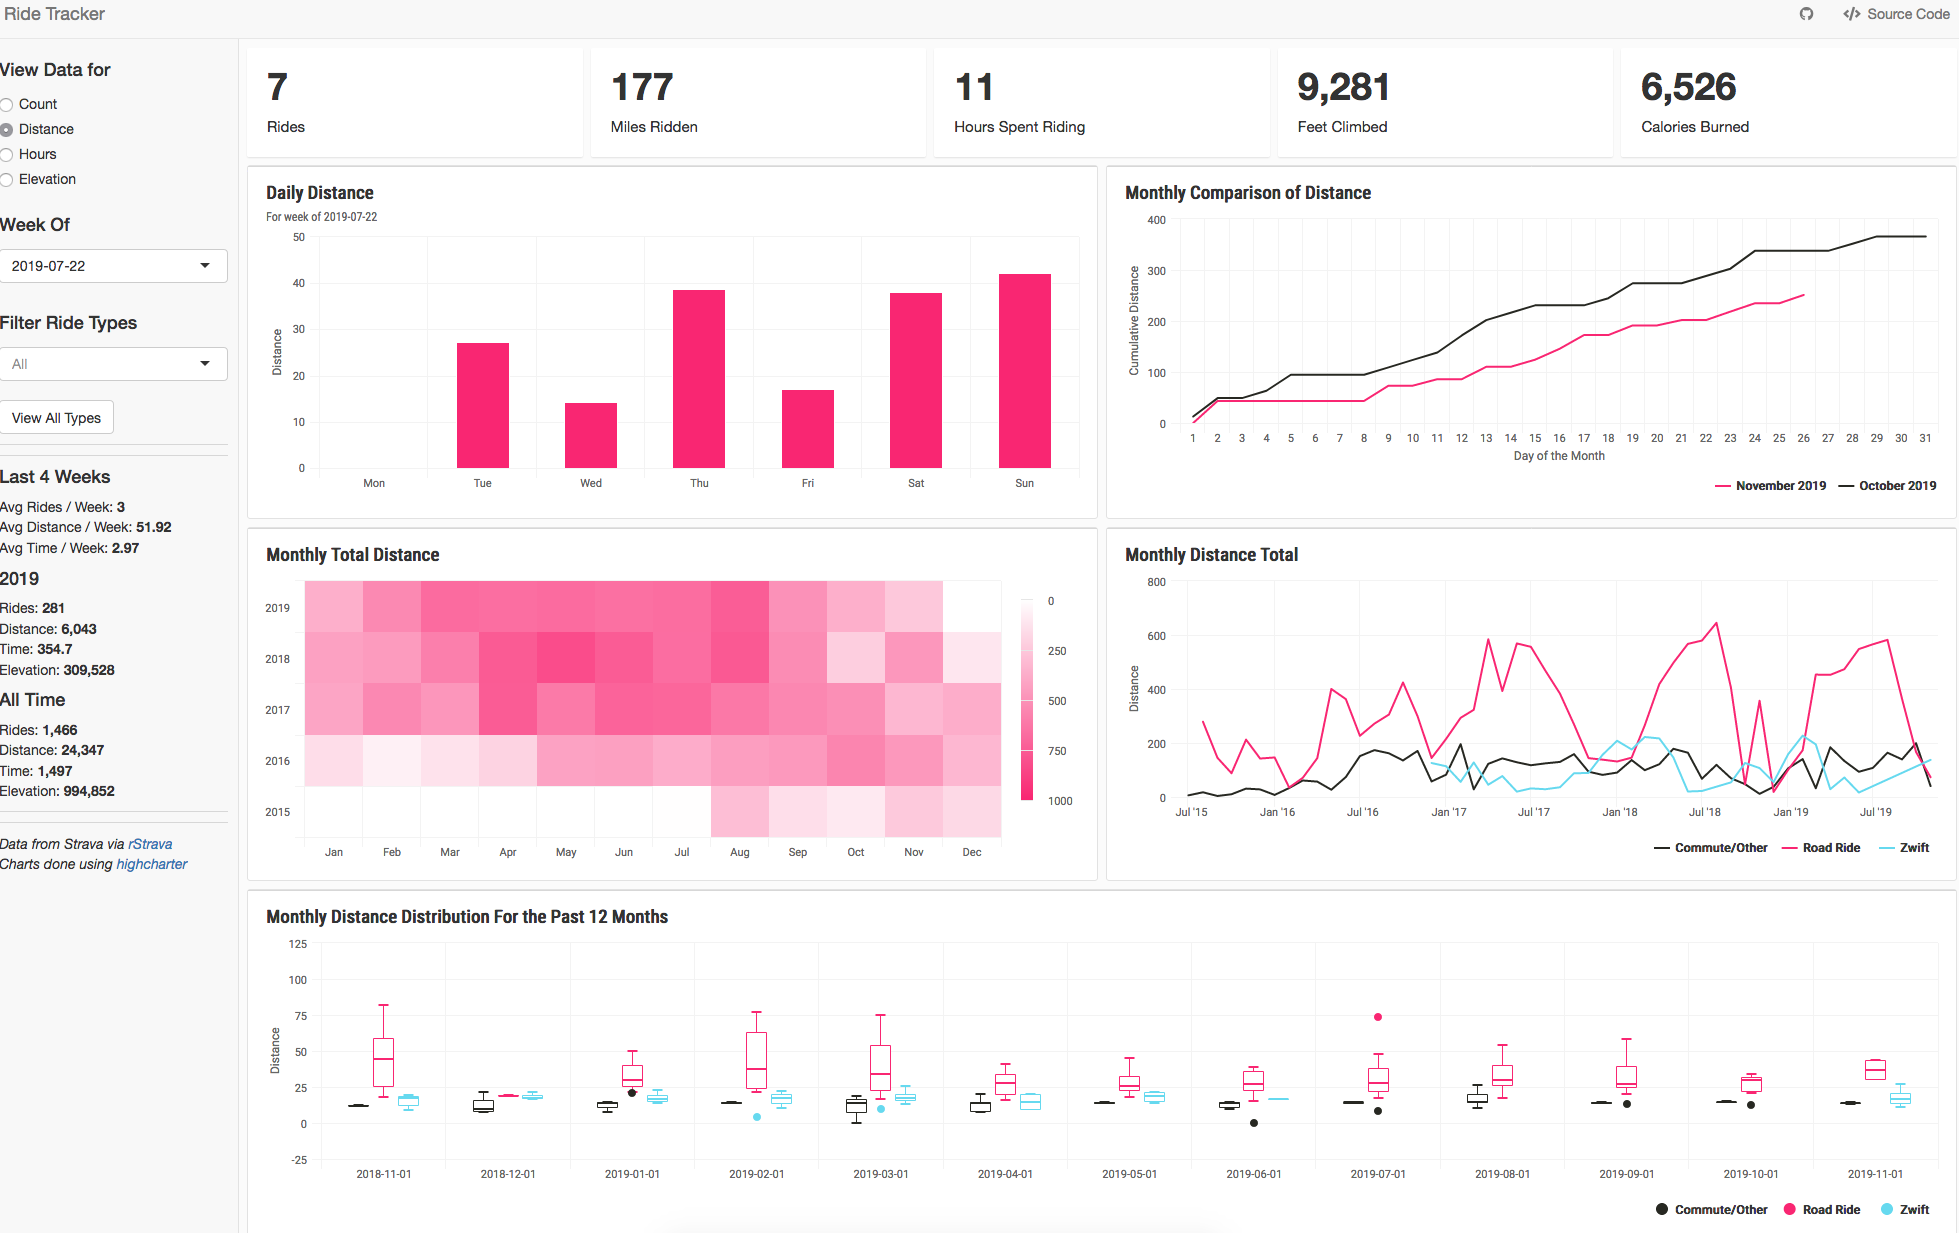 Ride Tracker
Source Code
View Data for
Count
Distance
Hours
Elevation
Week Of
2019-07-22
Filter Ride Types
All
View All Types
Last 4 Weeks
Avg Rides / Week: 3
Avg Distance / Week: 51.92
Avg Time / Week: 2.97
2019
Rides: 281
Distance: 6,043
Time: 354.7
Elevation: 309,528
All Time
Rides: 1,466
Distance: 24,347
Time: 1,497
Elevation: 994,852
Data from Strava via rStrava
Charts done using highcharter
7
Rides
177
Miles Ridden
11
Hours Spent Riding
9,281
Feet Climbed
6,526
Calories Burned
Daily Distance
For week of 2019-07-22
Distance
50
40
30
20
10
0
Mon Tue Wed Thu Fri Sat Sun
Monthly Comparison of Distance
Cumulative Distance
400
300
200
100
0
1 2 3 4 5 6 7 8 9 10 11 12 13 14 15 16 17 18 19 20 21 22 23 24 25 26 27 28 29 30 31
Day of the Month
November 2019 October 2019
Monthly Total Distance
2019
2018
2017
2016
2015
Jan Feb Mar Apr May Jun Jul Aug Sep Oct Nov Dec
0
250
500
750
1000
Monthly Distance Total
Distance
800
600
400
200
0
Jul '15 Jan '16 Jul '16 Jan '17 Jul '17 Jan '18 Jul '18 Jan '19 Jul '19
Commute/Other Road Ride Zwift
Monthly Distance Distribution For the Past 12 Months
Distance
125
100
75
50
25
0
-25
2018-11-01 2018-12-01 2019-01-01 2019-02-01 2019-03-01 2019-04-01 2019-05-01 2019-06-01 2019-07-01 2019-08-01 2019-09-01 2019-10-01 2019-11-01
Commute/Other Road Ride Zwift